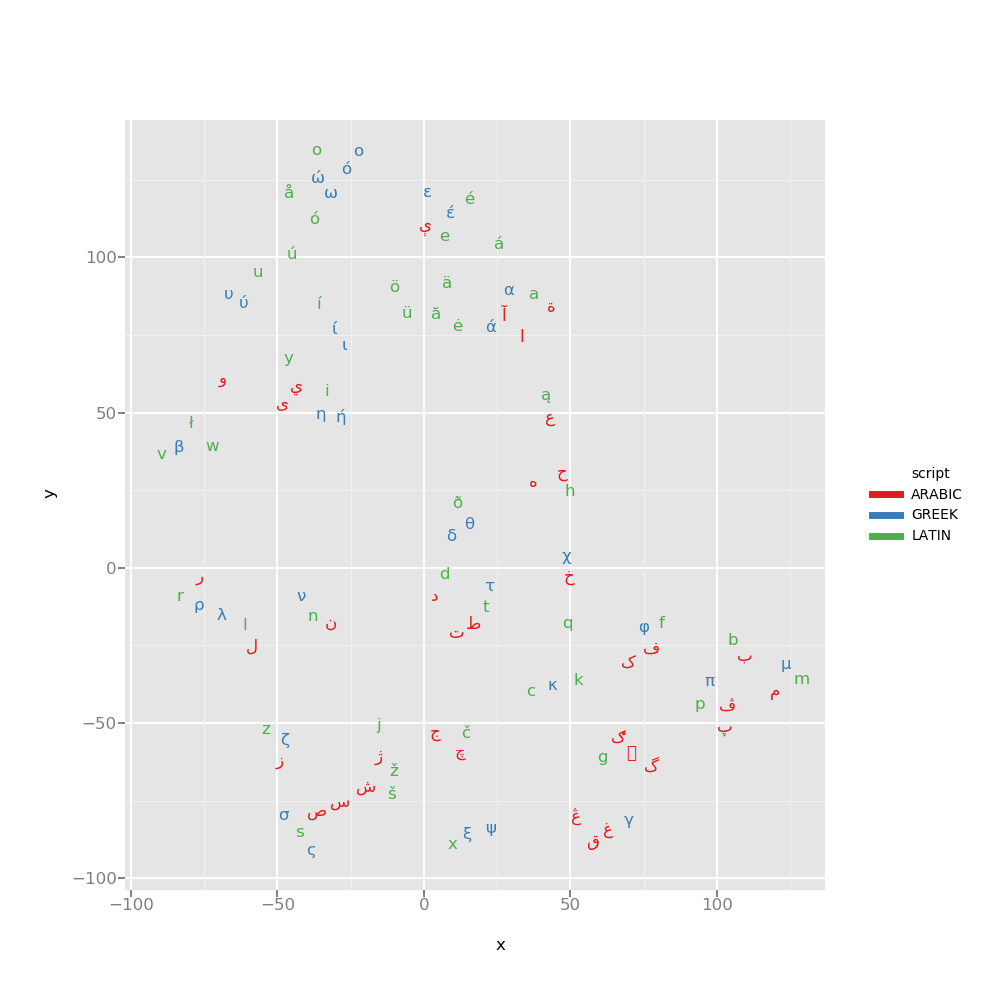 o ο
ό
ώ
å ω ε é
ó έ
ې e á
ú
u
υ ö ä α a
ύ í ü ă آ ة
ί ė ά ا
ι
y
و ي i ą
ى η ή ع
ł
v β w
ح
ه h
ð
δ θ
χ
ر d خ
r ν د τ
ρ λ n t
l ن ط q φ f
ل ت ف b
ک ب μ
κ k π m
c م
p ڤ
z j ج č پ
ζ ګ
ز ژ چ g گ
ž
ش š
س
σ ص ڠ γ
s ξ ψ غ
ς x ق
100
50
0
−50
−100
−100 −50 0 50 100
x
y
script
ARABIC
GREEK
LATIN